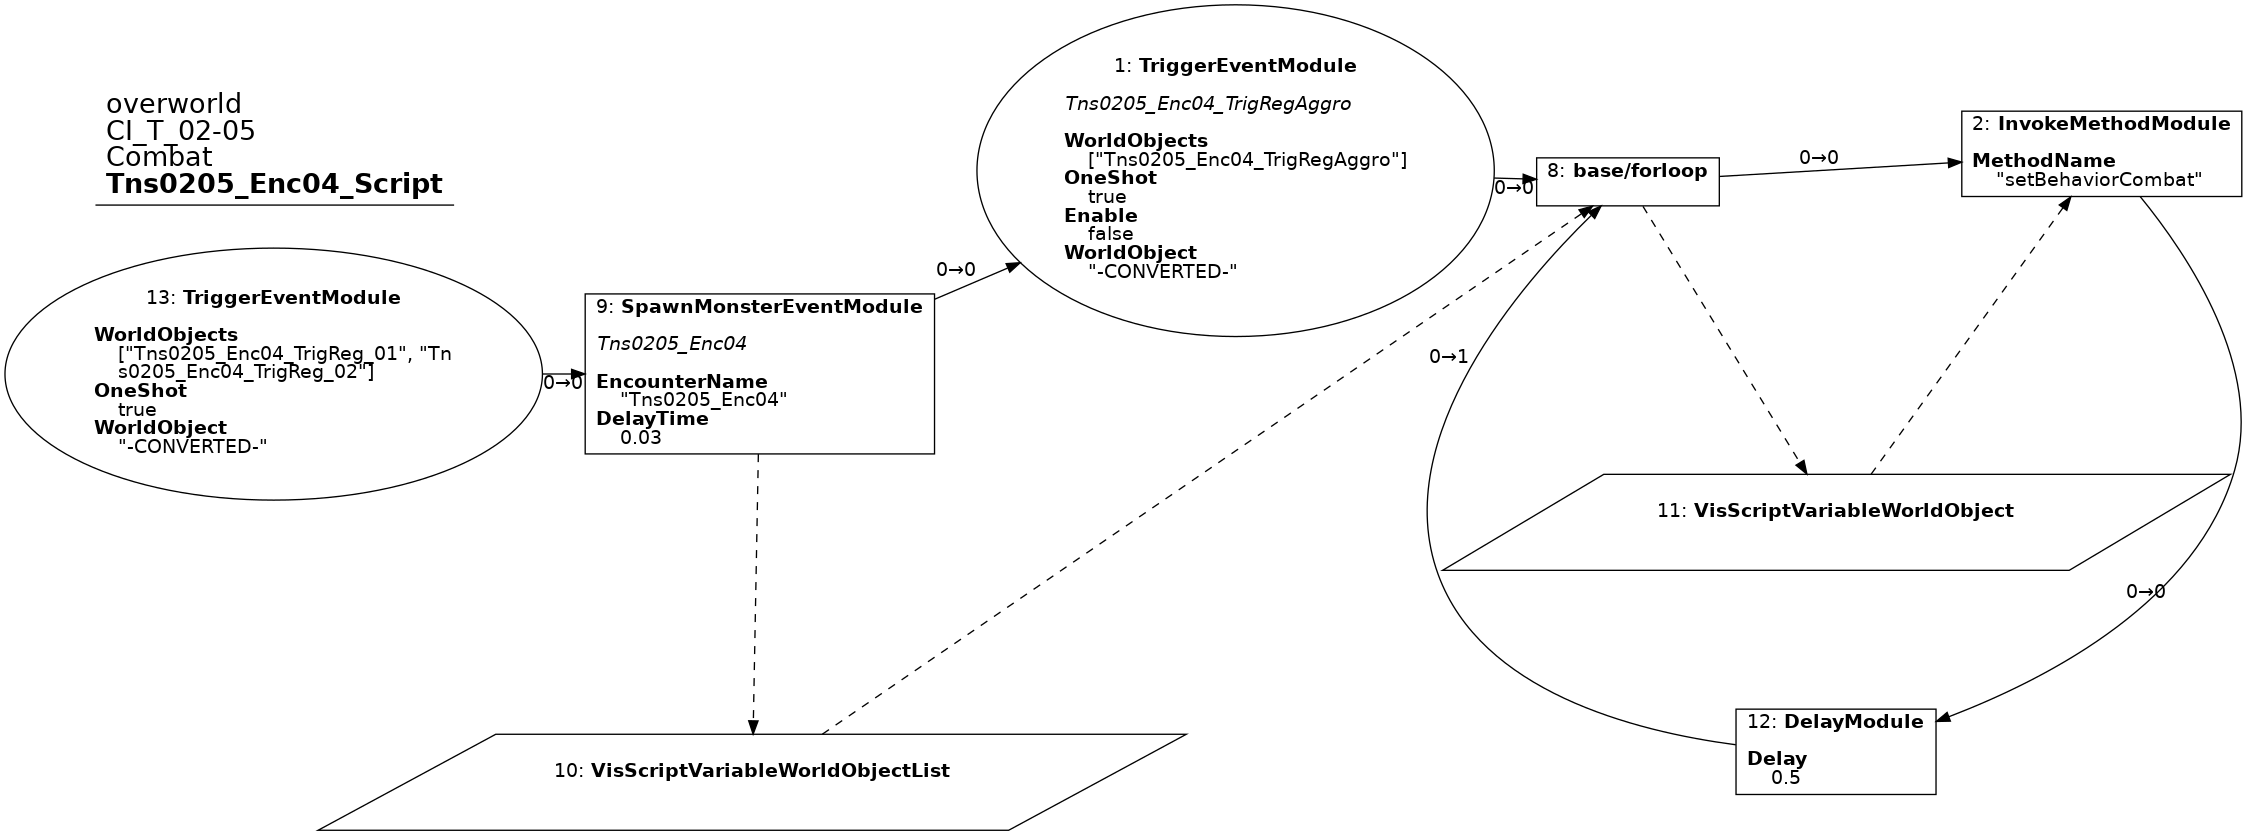 overworld
CI_T_02-05
Combat
Tns0205_Enc04_Script
13: TriggerEventModule
WorldObjects
["Tns0205_Enc04_TrigReg_01", "Tn
s0205_Enc04_TrigReg_02"]
OneShot
true
WorldObject
"-CONVERTED-"
0→0
9: SpawnMonsterEventModule
Tns0205_Enc04
EncounterName
"Tns0205_Enc04"
DelayTime
0.03
0→0
1: TriggerEventModule
Tns0205_Enc04_TrigRegAggro
WorldObjects
["Tns0205_Enc04_TrigRegAggro"]
OneShot
true
Enable
false
WorldObject
"-CONVERTED-"
0→0
8: base/forloop
0→0
2: InvokeMethodModule
MethodName
"setBehaviorCombat"
0→1
11: VisScriptVariableWorldObject
0→0
12: DelayModule
Delay
0.5
10: VisScriptVariableWorldObjectList